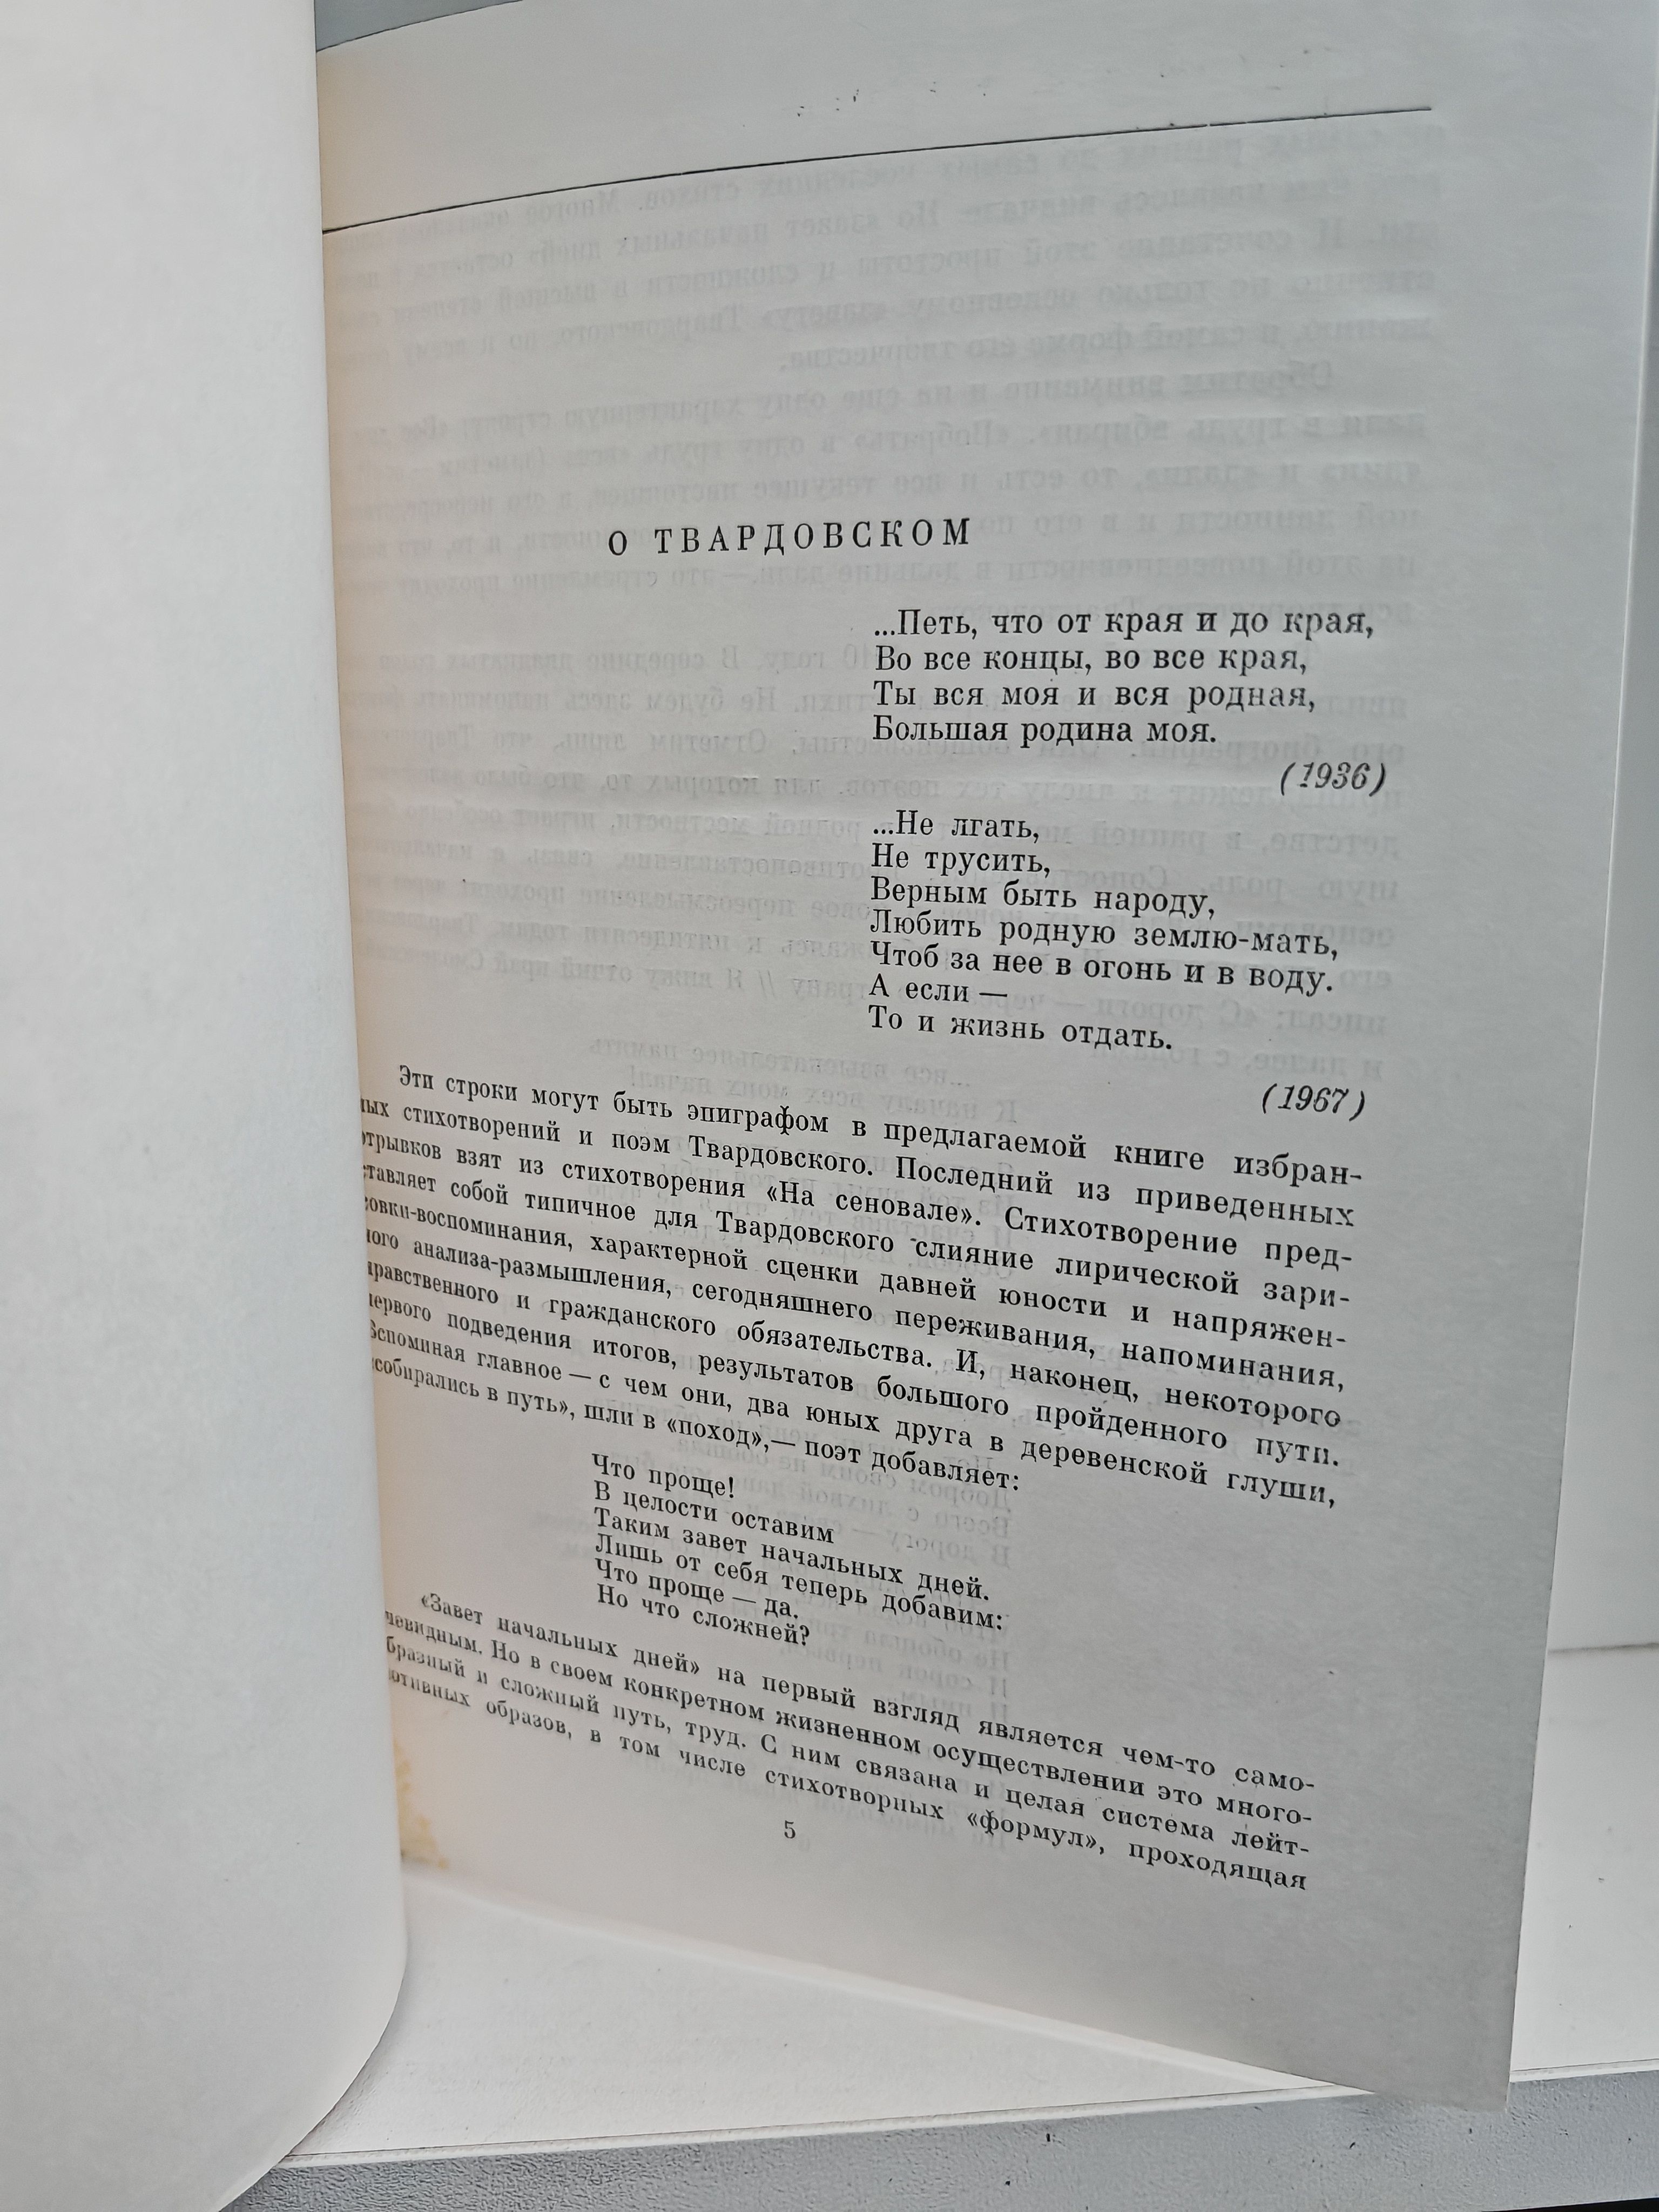 О ТВАРДОВСКОМ
...Петь, что от края и до края,
Во все концы, во все края,
Ты вся моя и вся родная,
Большая родина моя.
(1936)
...Не лгать,
Не трусить,
Верным быть народу,
Любить родную землю-мать,
Чтоб за нее в огонь и в воду.
А если —
То и жизнь отдать.
(1967)
Эти строки могут быть эпиграфом в предлагаемой книге избран-
ных стихотворений и поэм Твардовского. Последний из приведенных
отрывков взят из стихотворения «На сеновале». Стихотворение пред-
ставляет собой типичное для Твардовского слияние лирической зари-
совки-воспоминания, характерной сценки давней юности и напряжен-
ного анализа-размышления, сегодняшнего переживания, напоминания,
нравственного и гражданского обязательства. И, наконец, некоторого
первого подведения итогов, результатов большого пройденного пути.
Вспоминая главное — с чем они, два юных друга в деревенской глуши,
«собирались в путь», шли в «поход»,— поэт добавляет:
Что проще!
В целости оставим
Таким завет начальных дней.
Лишь от себя теперь добавим:
Что проще — да.
Но что сложней?
«Завет начальных дней» на первый взгляд является чем-то само-
чевидным. Но в своем конкретном жизненном осуществлении это много-
бразный и сложный путь, труд. С ним связана и целая система лейт-
отивных образов, в том числе стихотворных «формул», проходящая
5